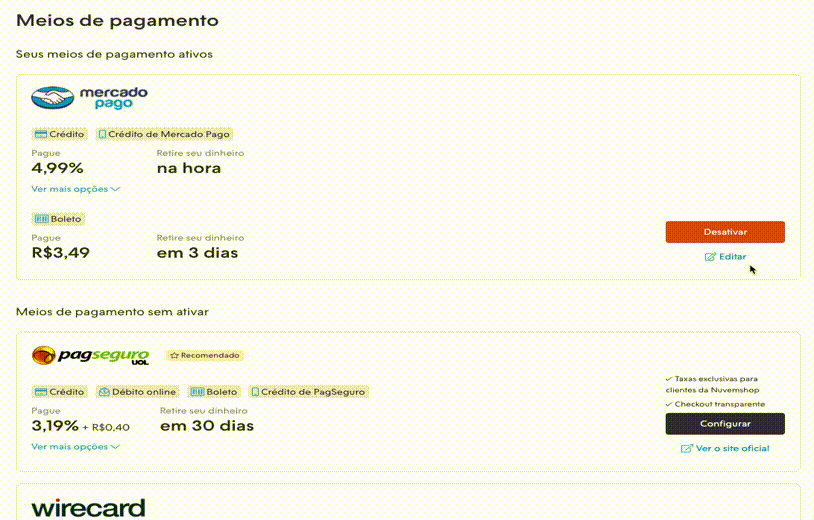 Meios de pagamento
Seus meios de pagamento ativos
mercado
pago
Crédito
Crédito de Mercado Pago
Pague
Retire seu dinheiro
4,99%
na hora
Ver mais opções
Boleto
Pague
Retire seu dinheiro
R$3,49
em 3 dias
Desativar
Editar
Meios de pagamento sem ativar
pagseguro
UOL
Recomendado
Crédito
Débito online
Boleto
Crédito de PagSeguro
Pague
Retire seu dinheiro
3,19% + R$0,40
em 30 dias
Ver mais opções
Taxas exclusivas para
clientes da Nuvemshop
Checkout transparente
Configurar
Ver o site oficial
wirecard